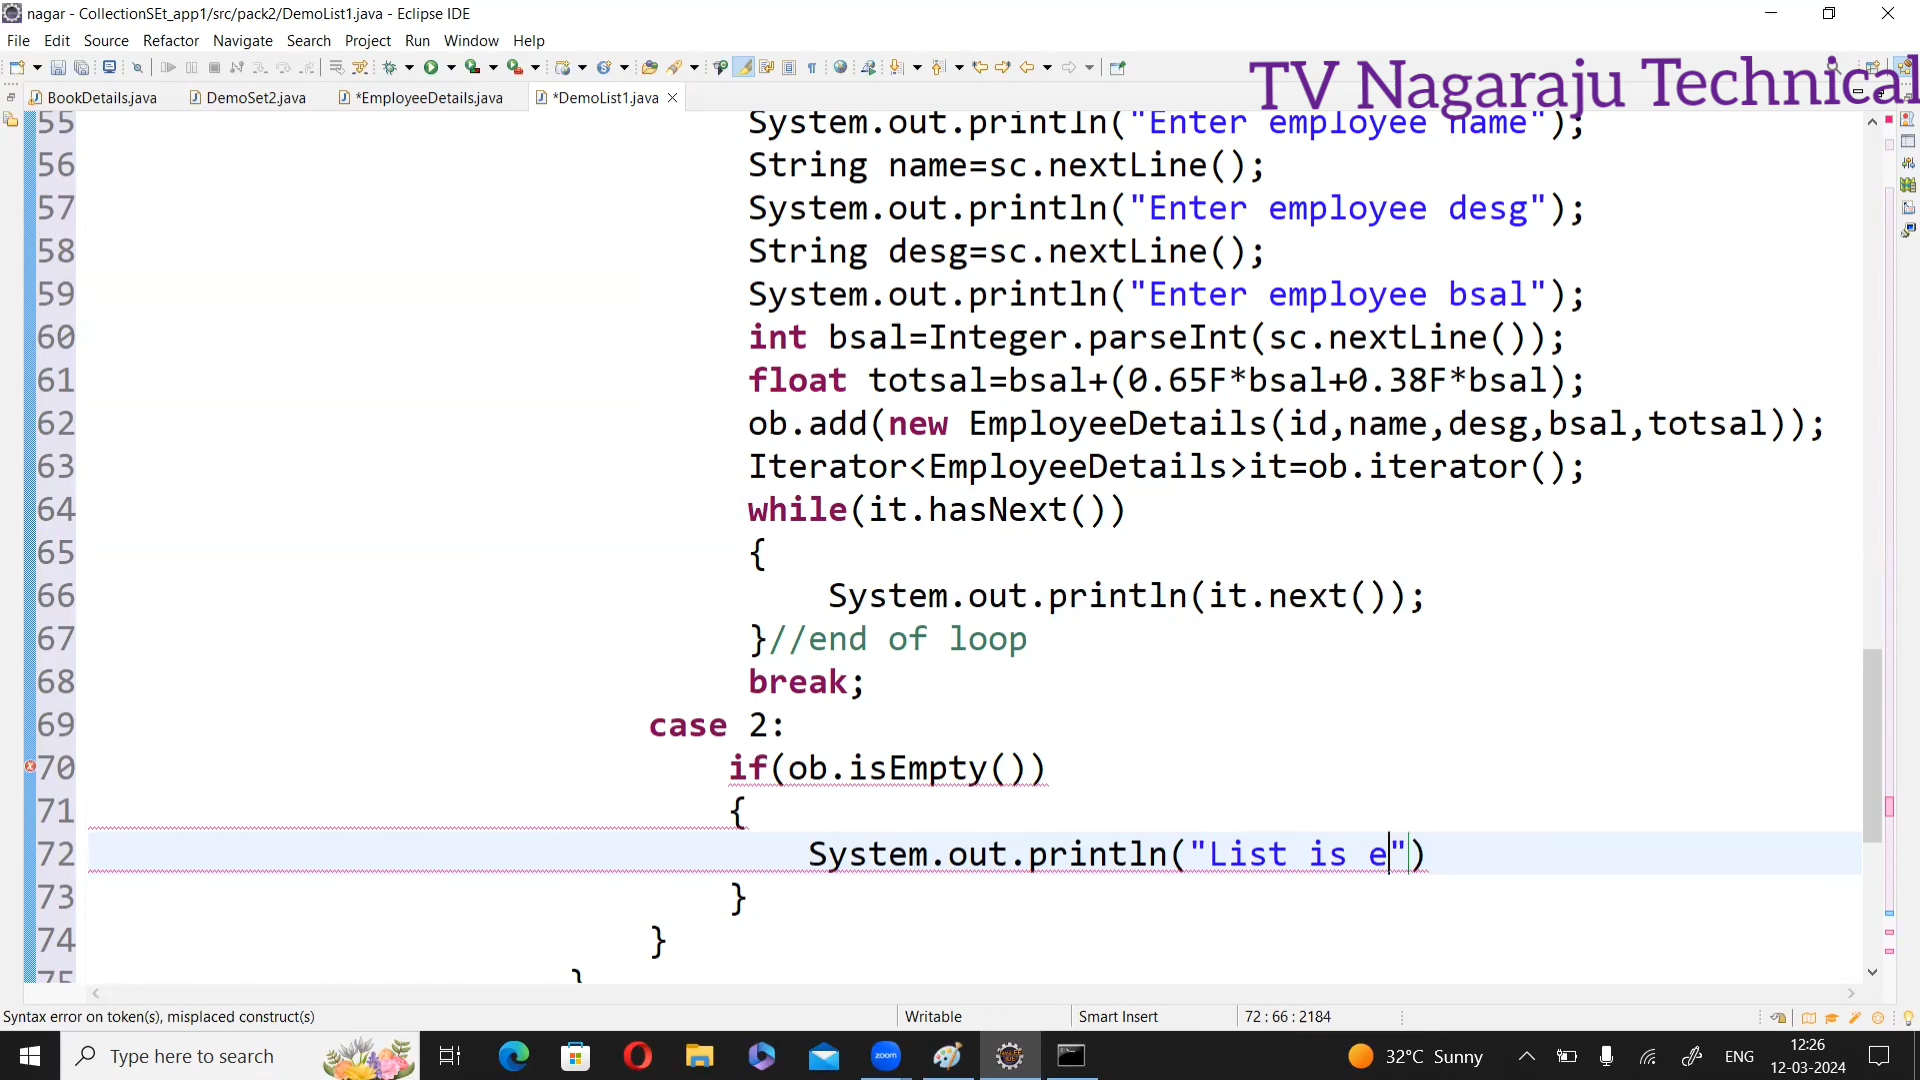 nagar - CollectionSEt_app1/src/pack2/DemoList1.java - Eclipse IDE
File Edit Source Refactor Navigate Search Project Run Window Help
TV Nagaraju Technical
BookDetails.java DemoSet2.java *EmployeeDetails.java *DemoList1.java
55 System.out.println("Enter employee name");
56 String name=sc.nextLine();
57 System.out.println("Enter employee desg");
58 String desg=sc.nextLine();
59 System.out.println("Enter employee bsal");
60 int bsal=Integer.parseInt(sc.nextLine());
61 float totsal=bsal+(0.65F*bsal+0.38F*bsal);
62 ob.add(new EmployeeDetails(id,name,desg,bsal,totsal));
63 Iterator<EmployeeDetails>it=ob.iterator();
64 while(it.hasNext())
65 {
66 System.out.println(it.next());
67 }//end of loop
68 break;
69 case 2:
70 if(ob.isEmpty())
71 {
72 System.out.println("List is e")
73 }
74 }
75 }
Syntax error on token(s), misplaced construct(s) Writable Smart Insert 72 : 66 : 2184
Type here to search zoom 32°C Sunny ENG 12:26
12-03-2024